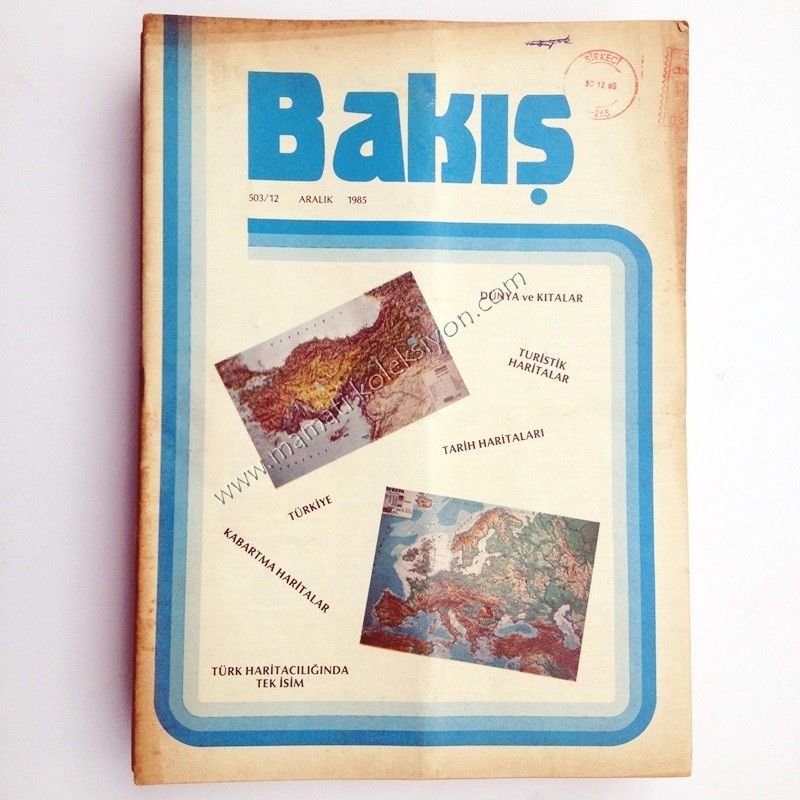 SİRKECİ
30 12 85
Bakış
503/12 ARALIK 1985
DÜNYA ve KITALAR
TURİSTİK
HARİTALAR
TARİH HARİTALARI
TÜRKİYE
KABARTMA HARİTALAR
TÜRK HARİTACILIĞINDA
TEK İSİM
www.mamatikoleksiyon.com